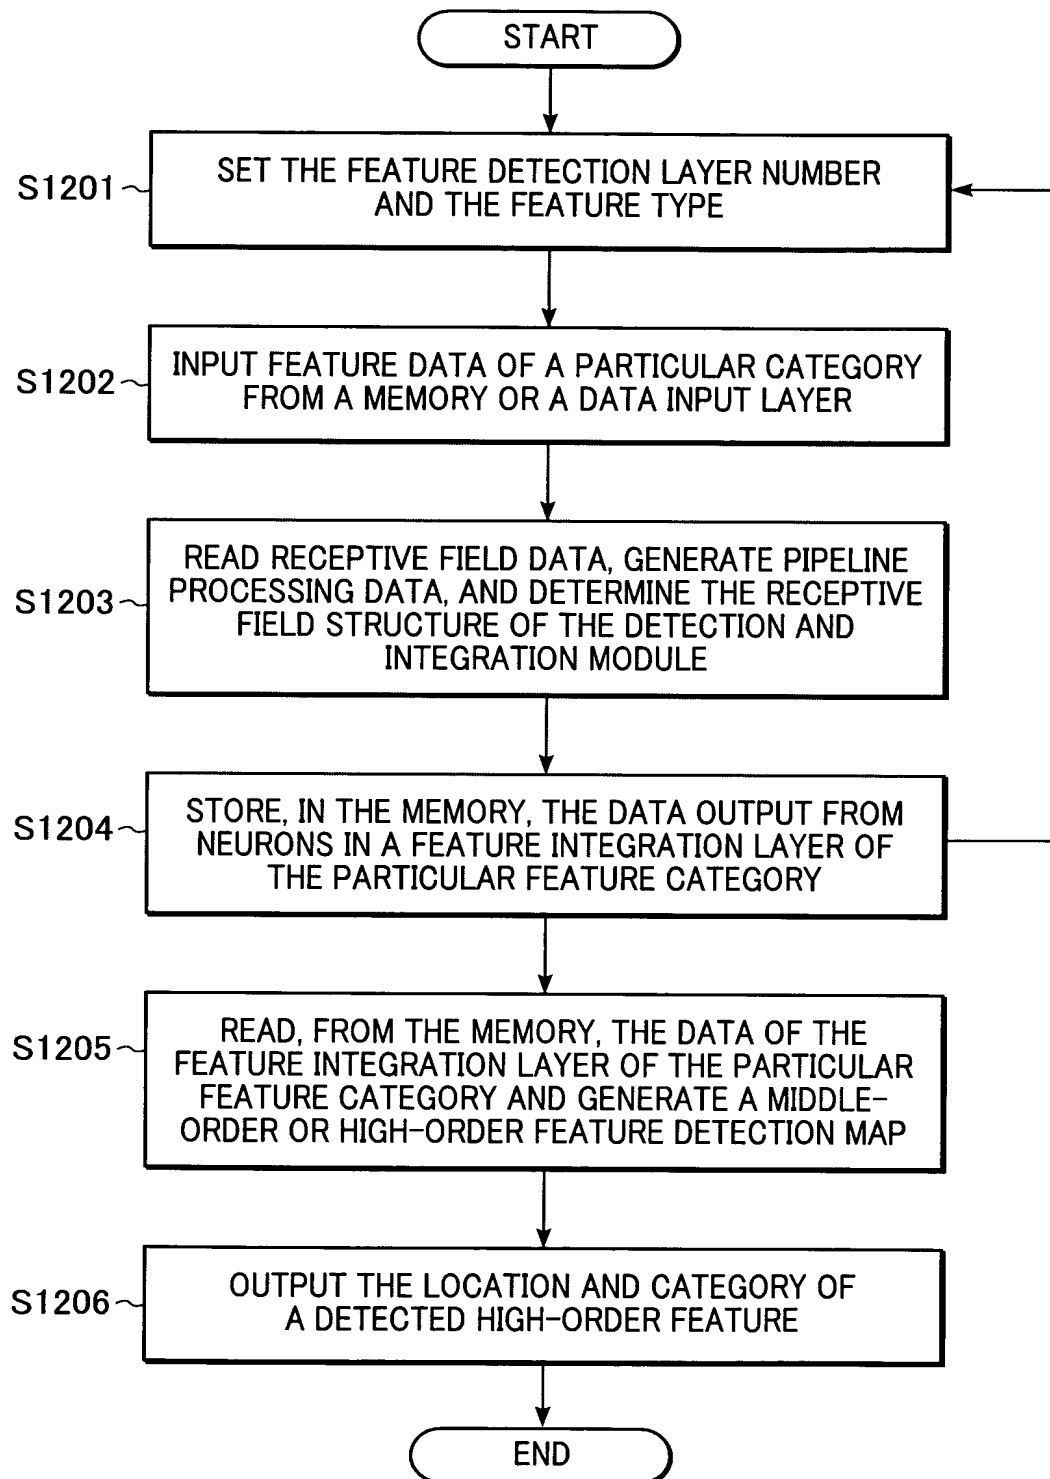 START
S1201
SET THE FEATURE DETECTION LAYER NUMBER
AND THE FEATURE TYPE
S1202
INPUT FEATURE DATA OF A PARTICULAR CATEGORY
FROM A MEMORY OR A DATA INPUT LAYER
S1203
READ RECEPTIVE FIELD DATA, GENERATE PIPELINE
PROCESSING DATA, AND DETERMINE THE RECEPTIVE
FIELD STRUCTURE OF THE DETECTION AND
INTEGRATION MODULE
S1204
STORE, IN THE MEMORY, THE DATA OUTPUT FROM
NEURONS IN A FEATURE INTEGRATION LAYER OF
THE PARTICULAR FEATURE CATEGORY
S1205
READ, FROM THE MEMORY, THE DATA OF THE
FEATURE INTEGRATION LAYER OF THE PARTICULAR
FEATURE CATEGORY AND GENERATE A MIDDLE-
ORDER OR HIGH-ORDER FEATURE DETECTION MAP
S1206
OUTPUT THE LOCATION AND CATEGORY OF
A DETECTED HIGH-ORDER FEATURE
END